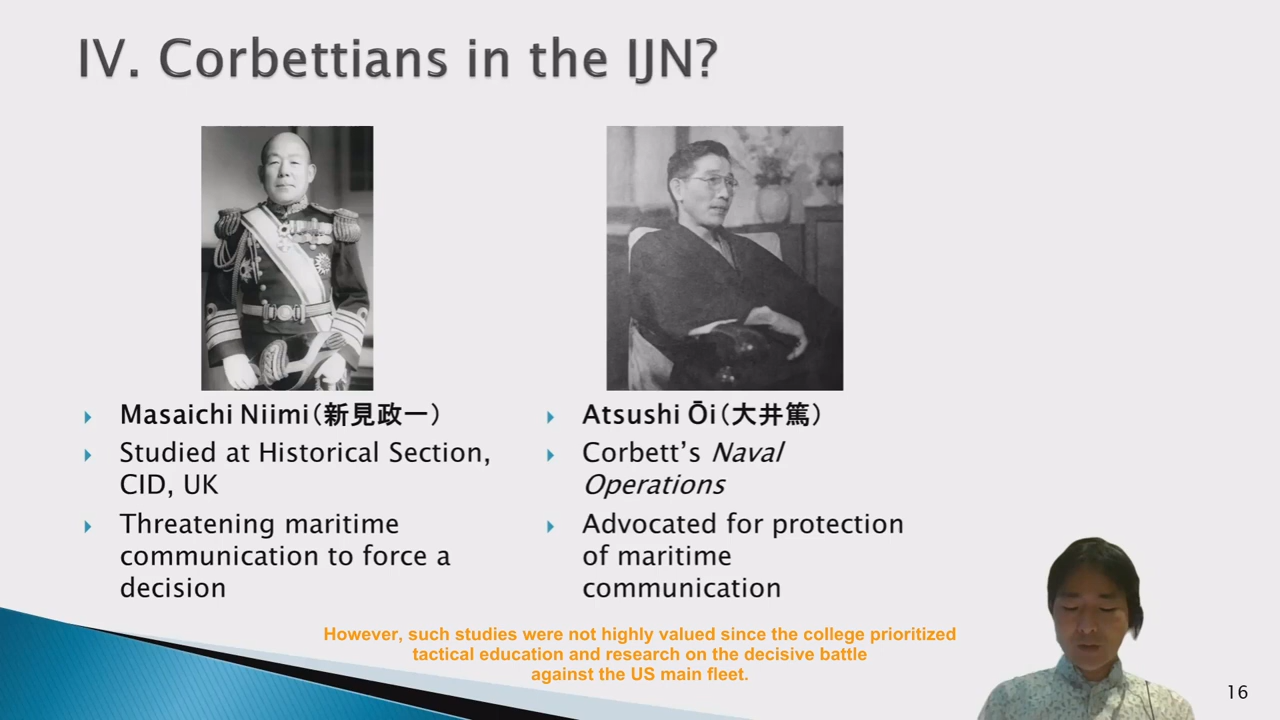 IV. Corbettians in the IJN?
Masaichi Niimi(新見政一)
Studied at Historical Section,
CID, UK
Threatening maritime
communication to force a
decision
Atsushi Ōi(大井篤)
Corbett's Naval
Operations
Advocated for protection
of maritime
communication
However, such studies were not highly valued since the college prioritized
tactical education and research on the decisive battle
against the US main fleet.
16